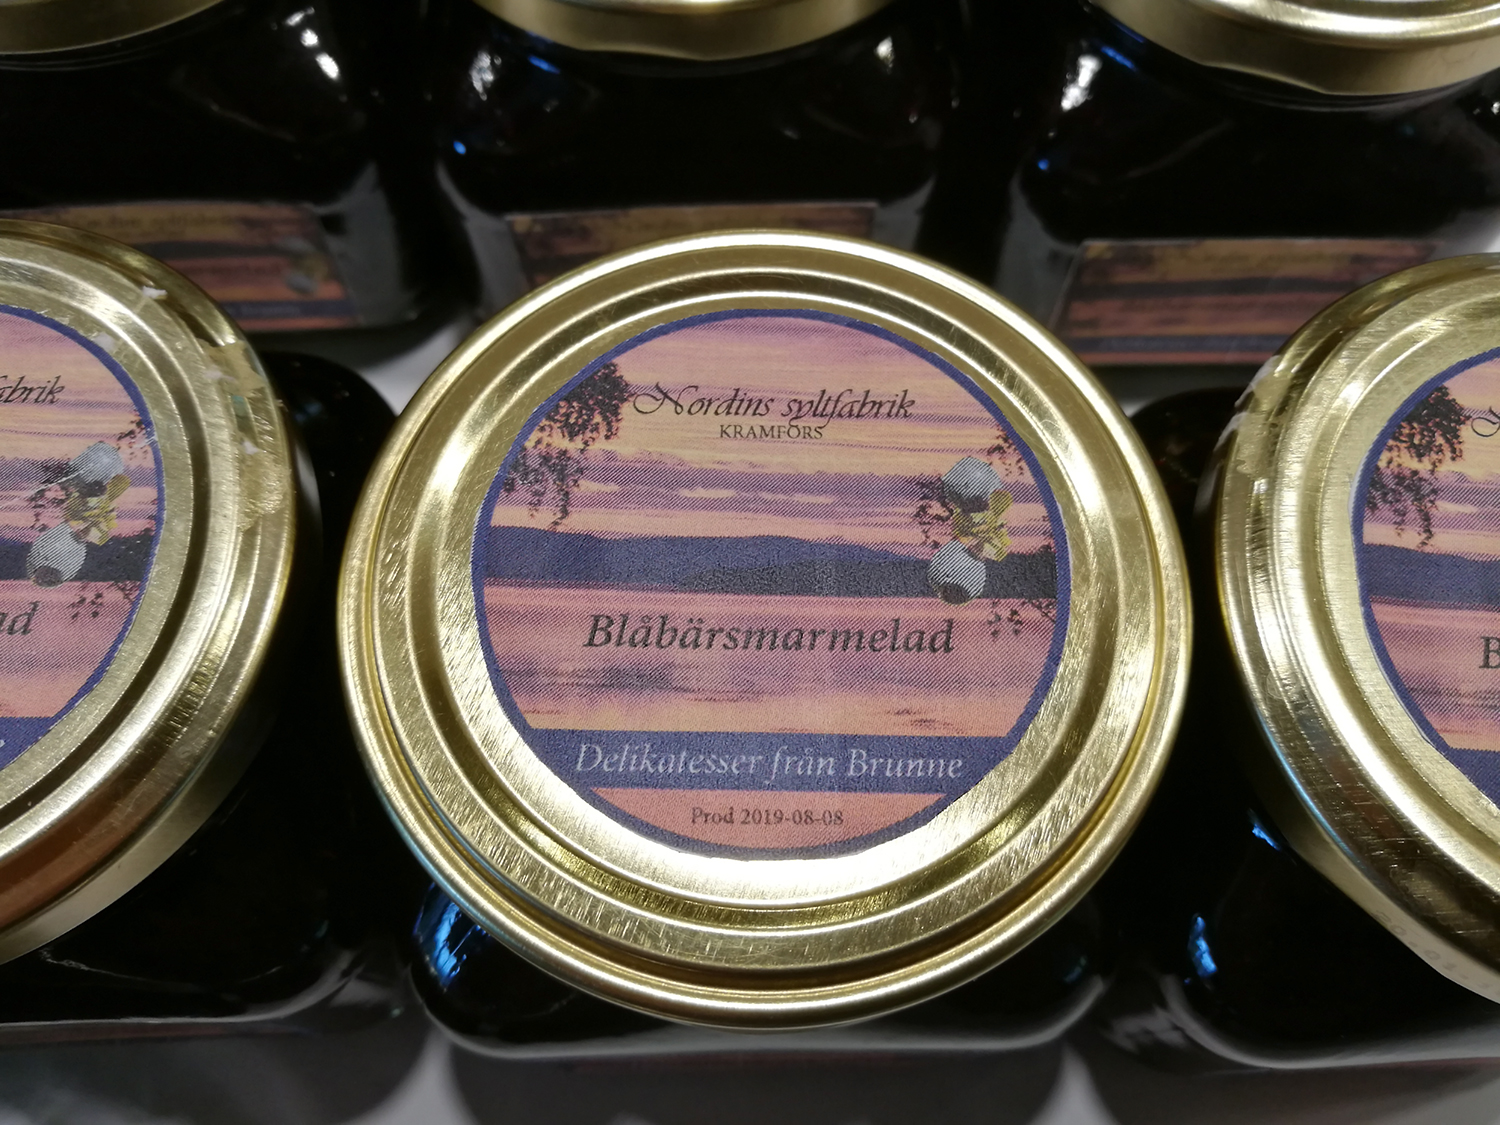 Nordins syltfabrik
KRAMFORS
Blåbärsmarmelad
Delikatesser från Brunne
Prod 2019-08-08